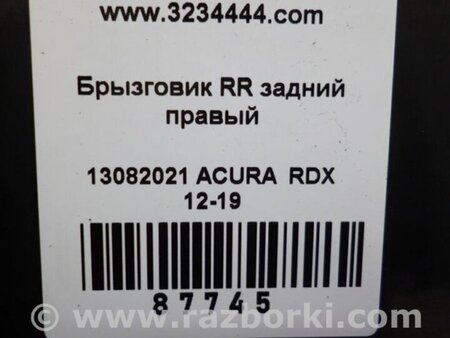 www.3234444.com
Брызговик RR задний
правый
13082021 ACURA RDX
12-19
87745
© www.razborki.com